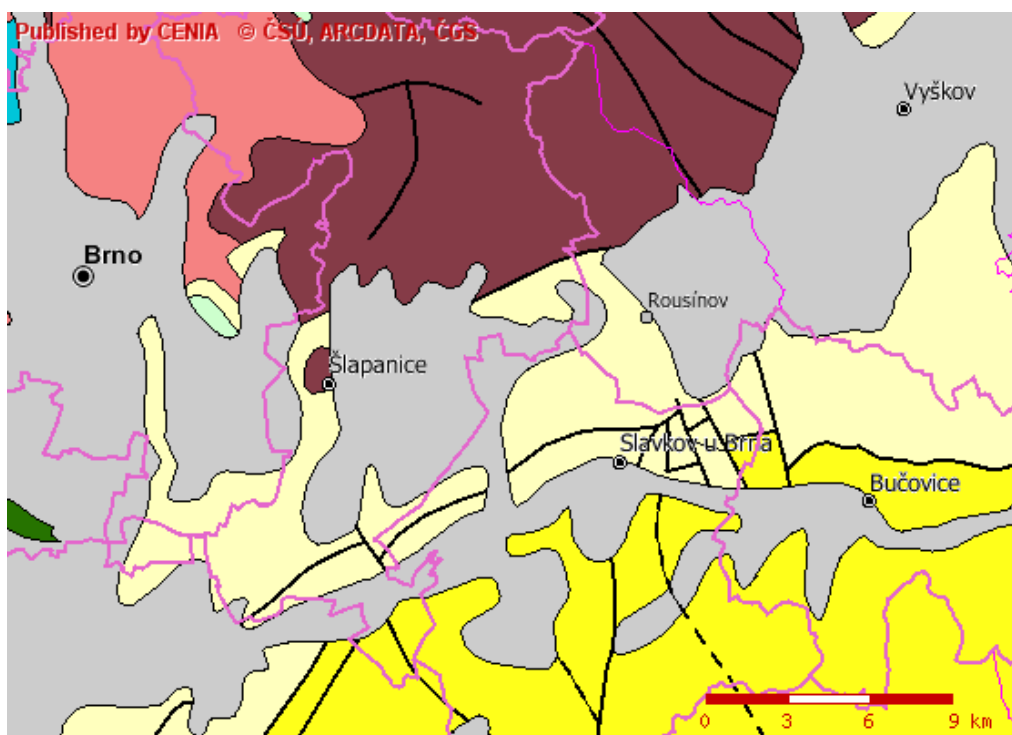 Published by CENIA © ČSÚ, ARCDATA, ČGS
Vyškov
Brno
Rousínov
Šlapanice
Slavkov u Brna
Bučovice
0 3 6 9 km